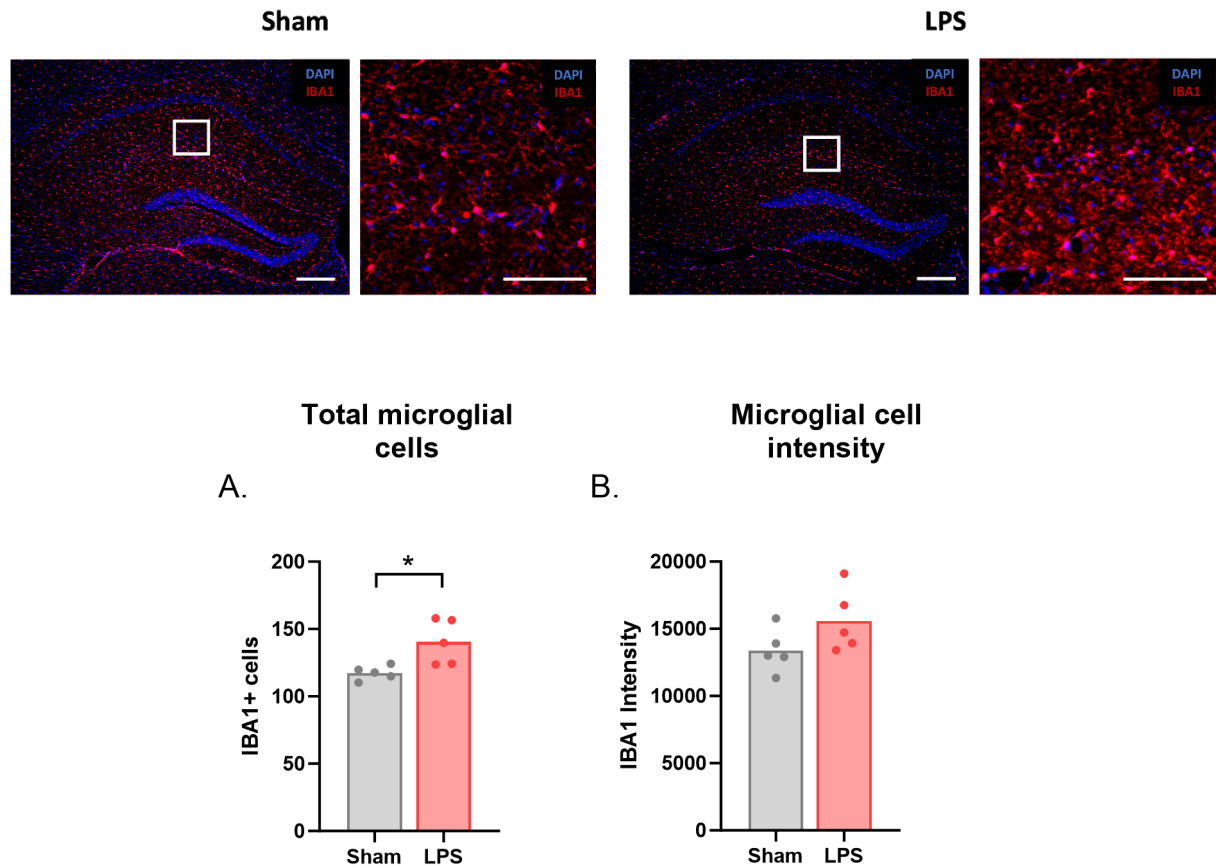 Sham
LPS
DAPI
IBA1
DAPI
IBA1
DAPI
IBA1
DAPI
IBA1
Total microglial
cells
Microglial cell
intensity
A.
B.
*
200
150
100
50
0
IBA1+ cells
Sham LPS
20000
15000
10000
5000
0
IBA1 Intensity
Sham LPS